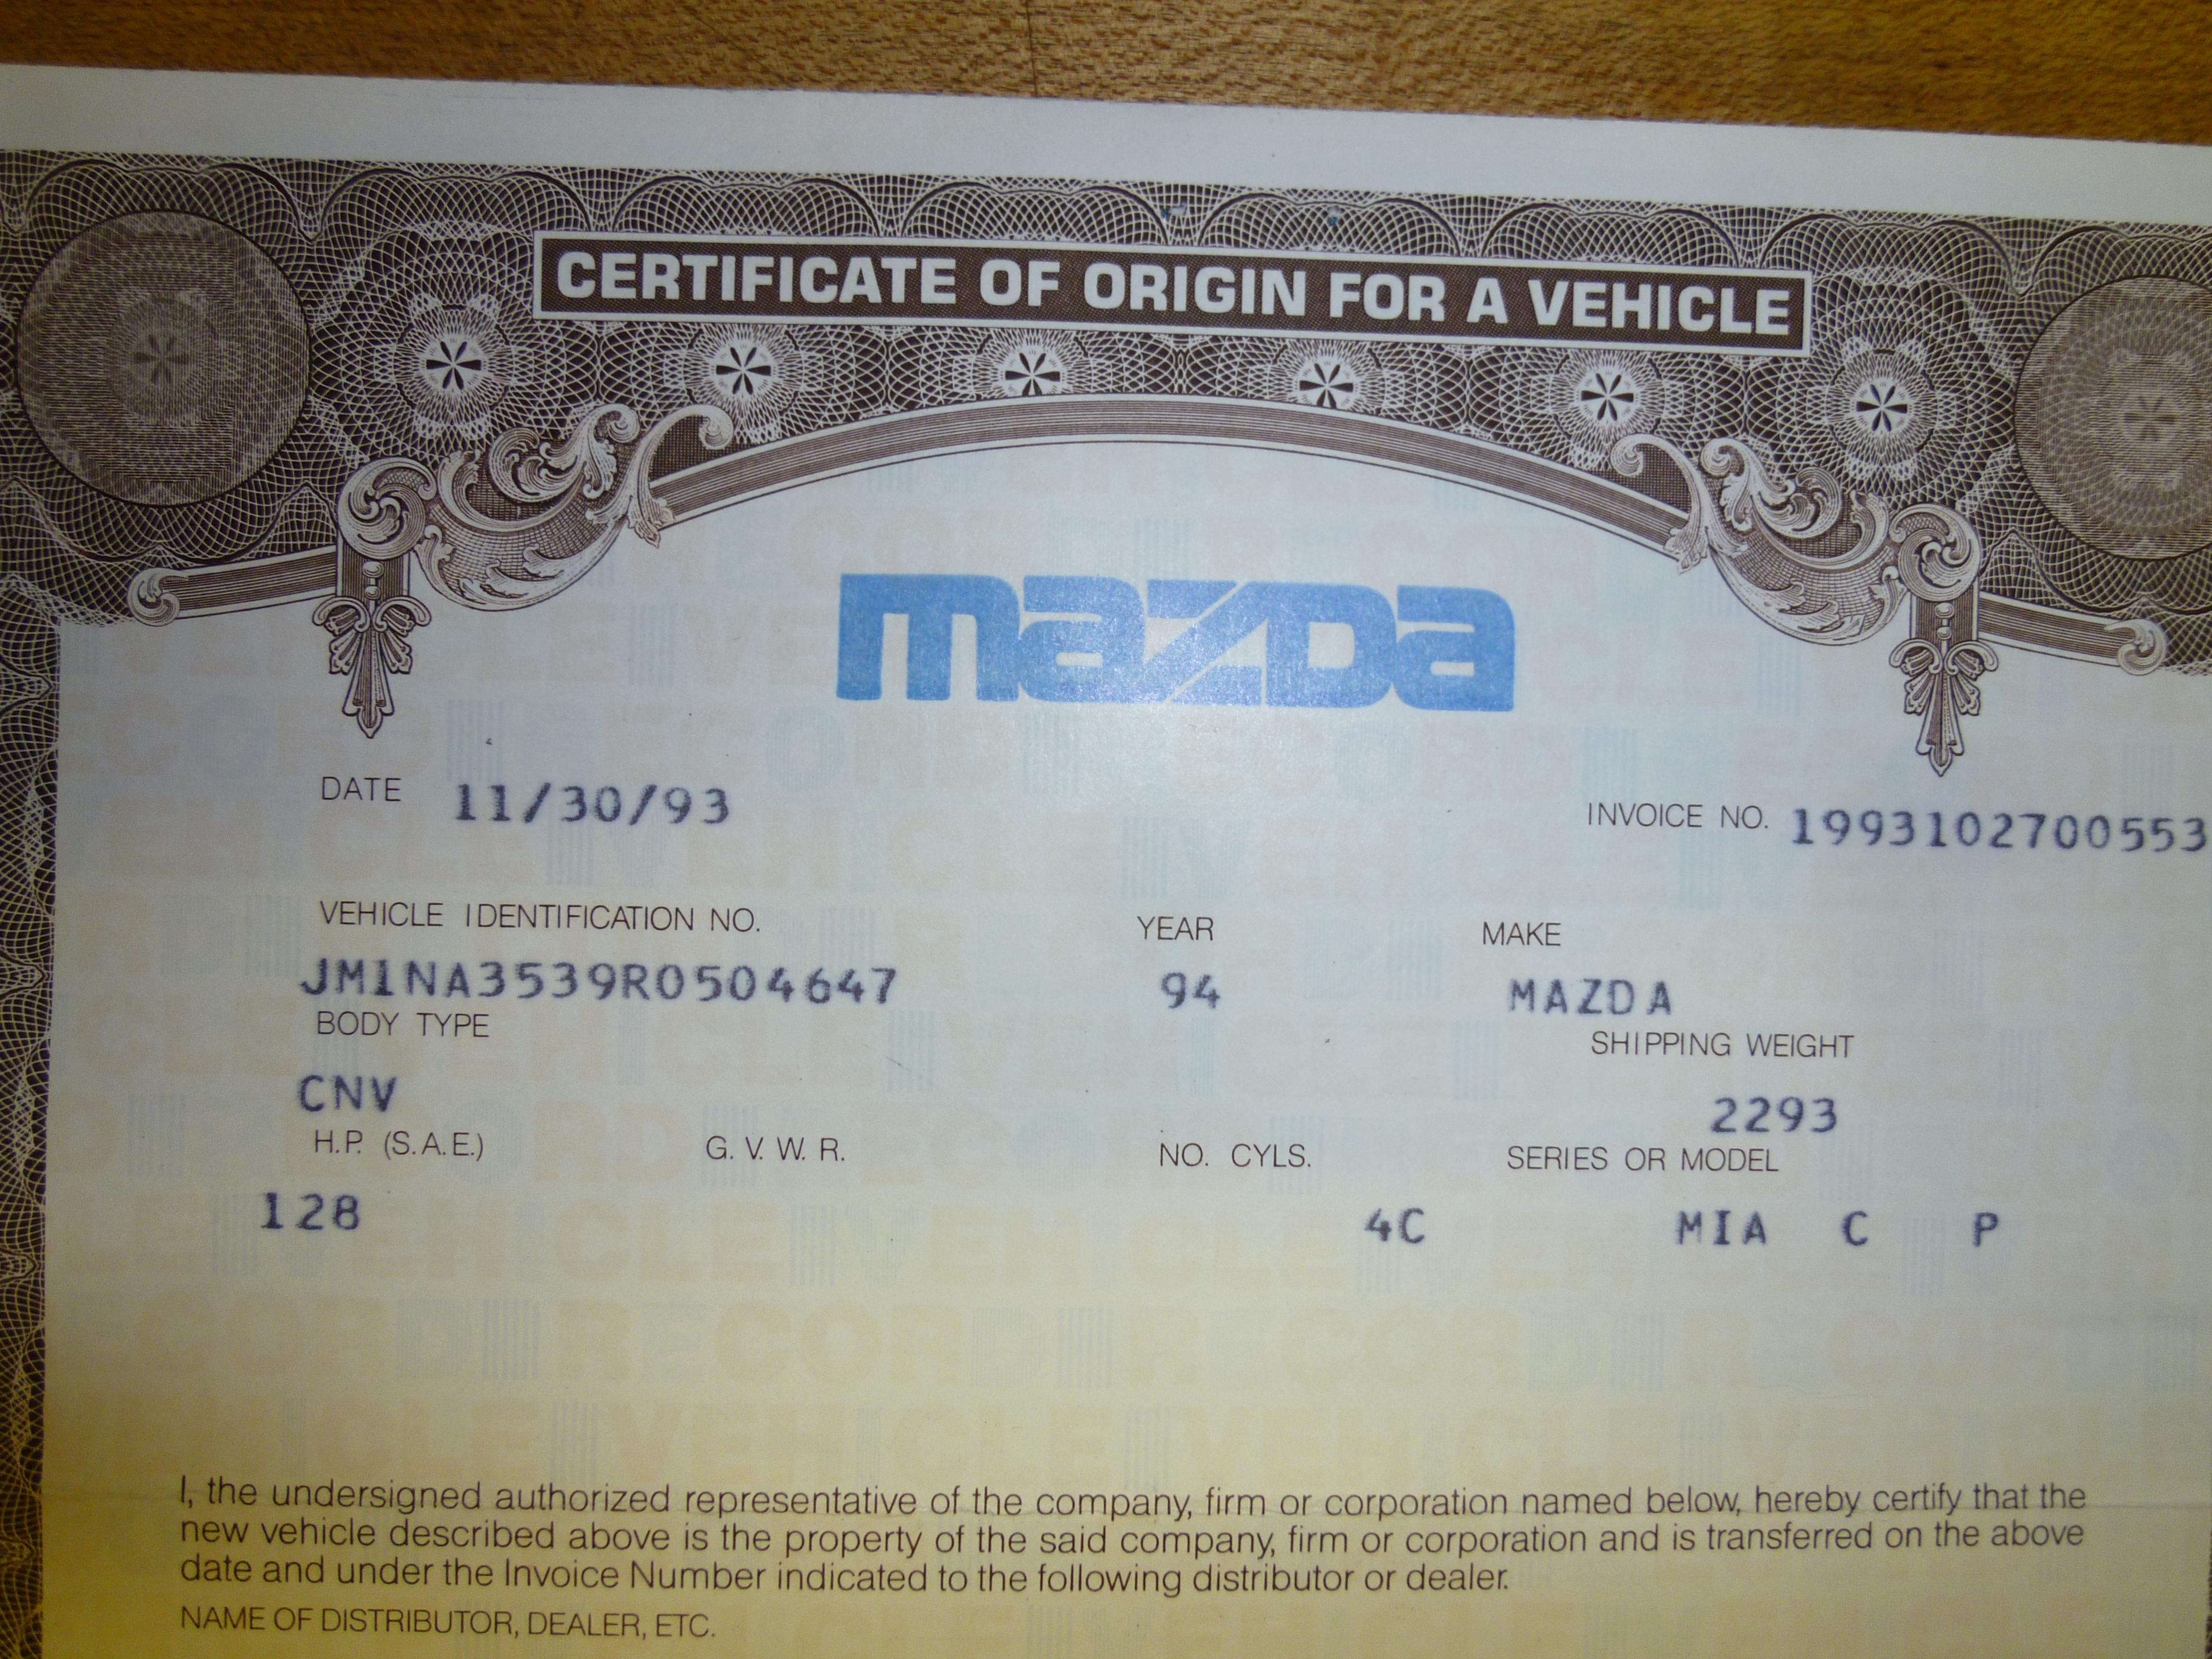 CERTIFICATE OF ORIGIN FOR A VEHICLE
mazda
DATE 11/30/93
INVOICE NO. 1993102700553
VEHICLE IDENTIFICATION NO. YEAR MAKE
JM1NA3539R0504647 94 MAZDA
BODY TYPE SHIPPING WEIGHT
CNV 2293
H.P. (S.A.E.) G. V. W. R. NO. CYLS. SERIES OR MODEL
128 4C MIA C P
I, the undersigned authorized representative of the company, firm or corporation named below, hereby certify that the
new vehicle described above is the property of the said company, firm or corporation and is transferred on the above
date and under the Invoice Number indicated to the following distributor or dealer.
NAME OF DISTRIBUTOR, DEALER, ETC.